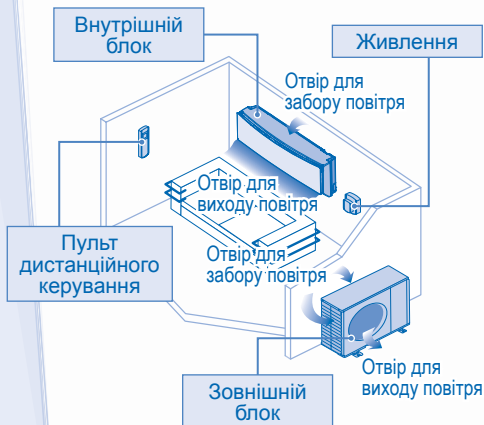 Внутрішній
блок
Живлення
Отвір для
забору повітря
Отвір для
виходу повітря
Пульт
дистанційного
керування
Отвір для
забору повітря
Отвір для
виходу повітря
Зовнішній
блок